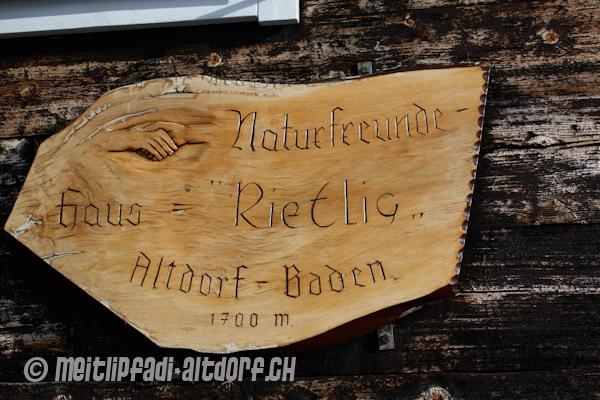 Naturfreunde-
Haus = "Rietlig„
Altdorf - Baden.
1700 m.
© MEITLIPFADI-ALTDORF.CH